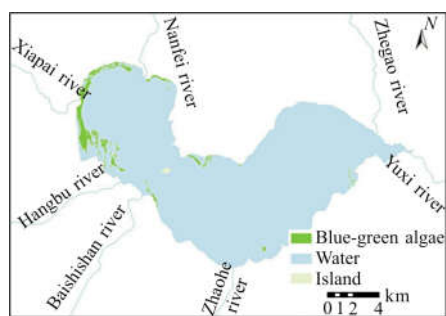 N
Nanfei river
Zhegao river
Xiapai river
Yuxi river
Hangbu river
Baishishan river
Zhaohe
river
Blue-green algae
Water
Island
0 1 2 4 km